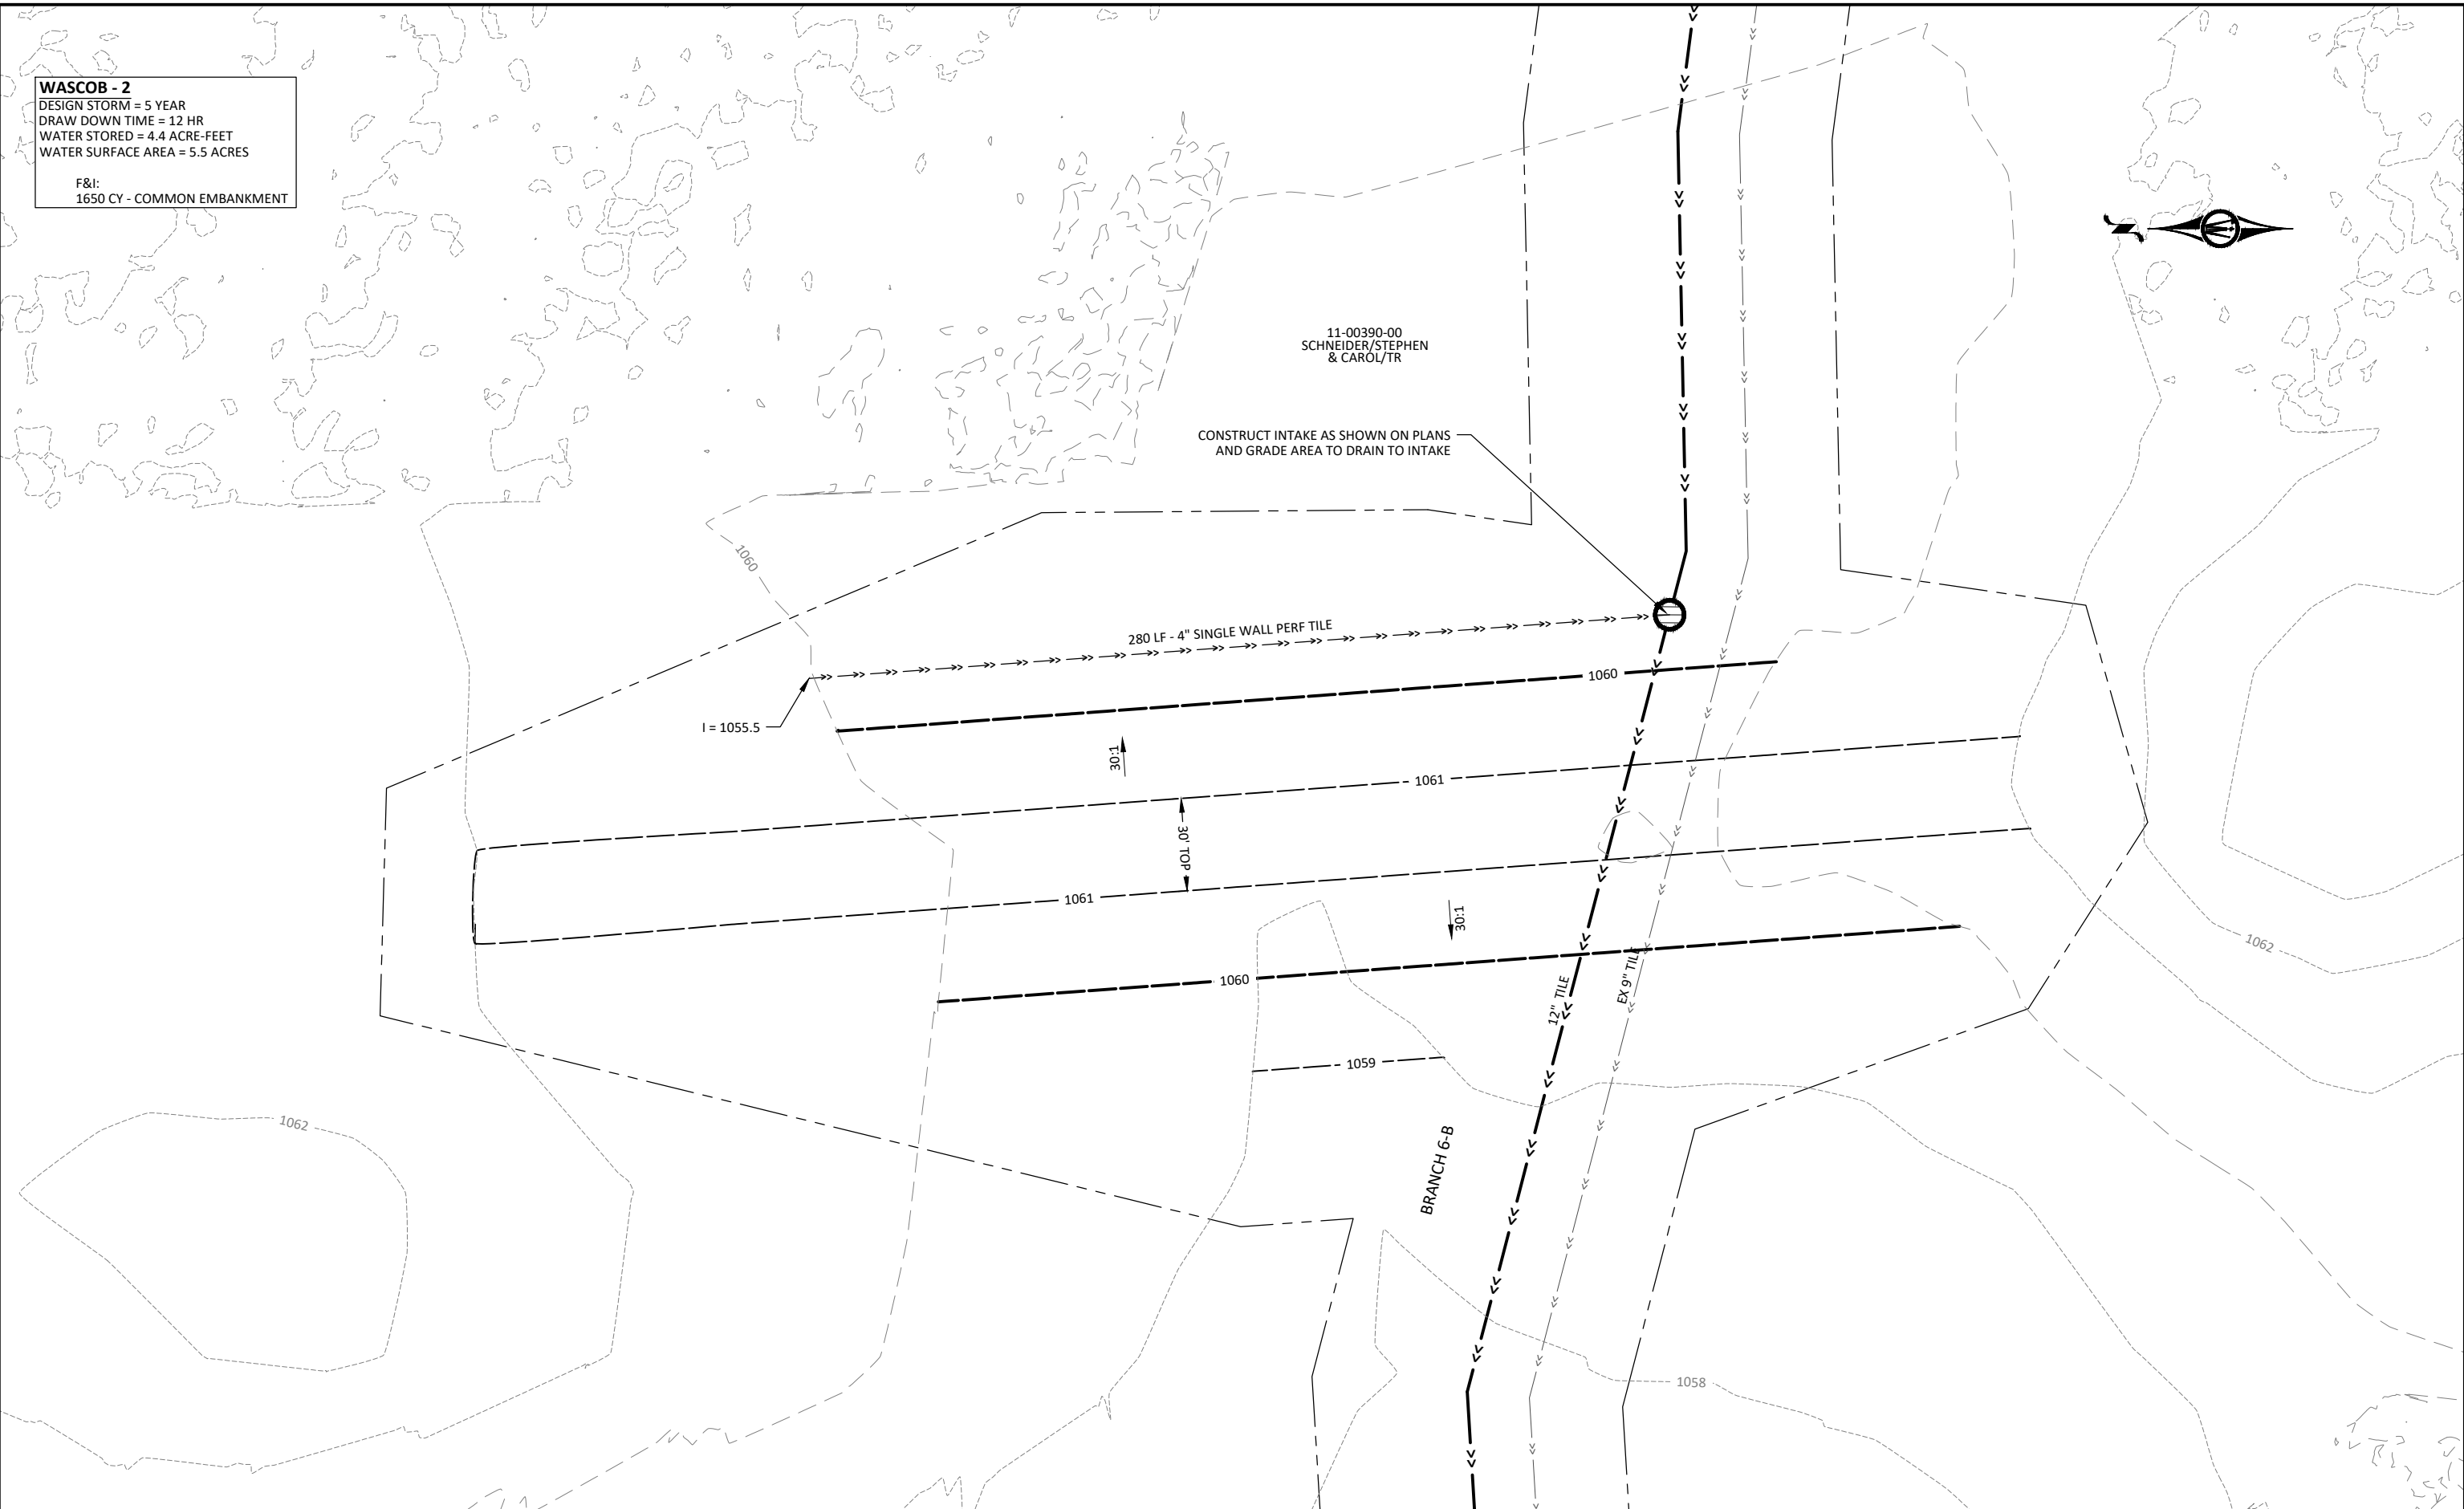 WASCOB - 2
DESIGN STORM = 5 YEAR
DRAW DOWN TIME = 12 HR
WATER STORED = 4.4 ACRE-FEET
WATER SURFACE AREA = 5.5 ACRES
F&I:
1650 CY - COMMON EMBANKMENT
Z
11-00390-00
SCHNEIDER/STEPHEN
& CAROL/TR
CONSTRUCT INTAKE AS SHOWN ON PLANS
AND GRADE AREA TO DRAIN TO INTAKE
1060
280 LF - 4" SINGLE WALL PERF TILE
1060
I = 1055.5
30:1
1061
30' TOP
1061
30:1
1062
1060
12" TILE
EX 9" TILE
1059
1062
BRANCH 6-B
1058